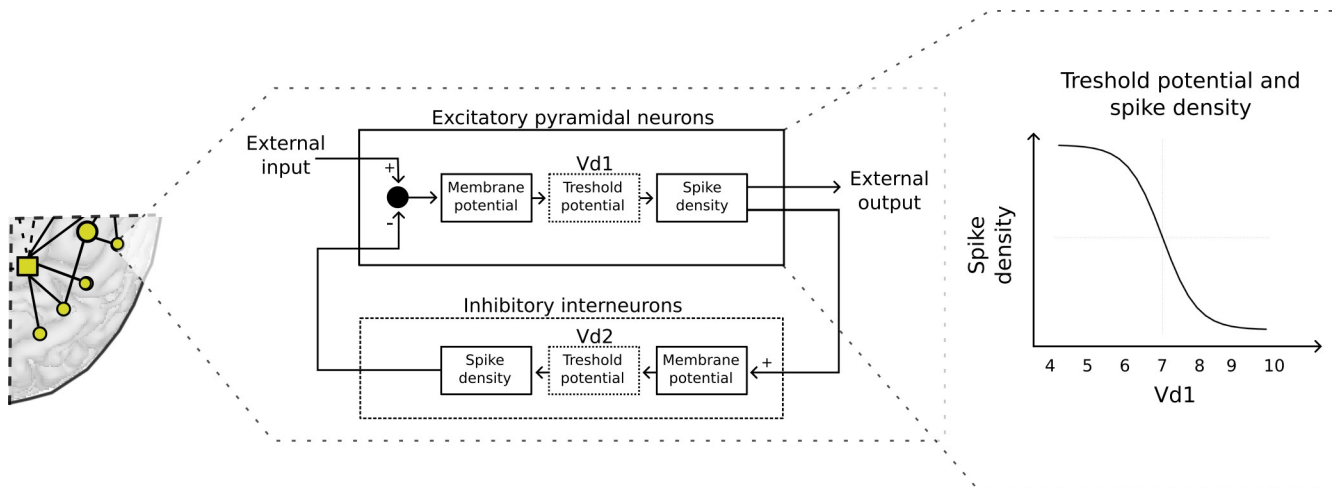 Excitatory pyramidal neurons
External
input
+
-
Membrane
potential
Vd1
Treshold
potential
Spike
density
External
output
Inhibitory interneurons
Spike
density
Vd2
Treshold
potential
Membrane
potential
+
Treshold potential and
spike density
Spike
density
4 5 6 7 8 9 10
Vd1